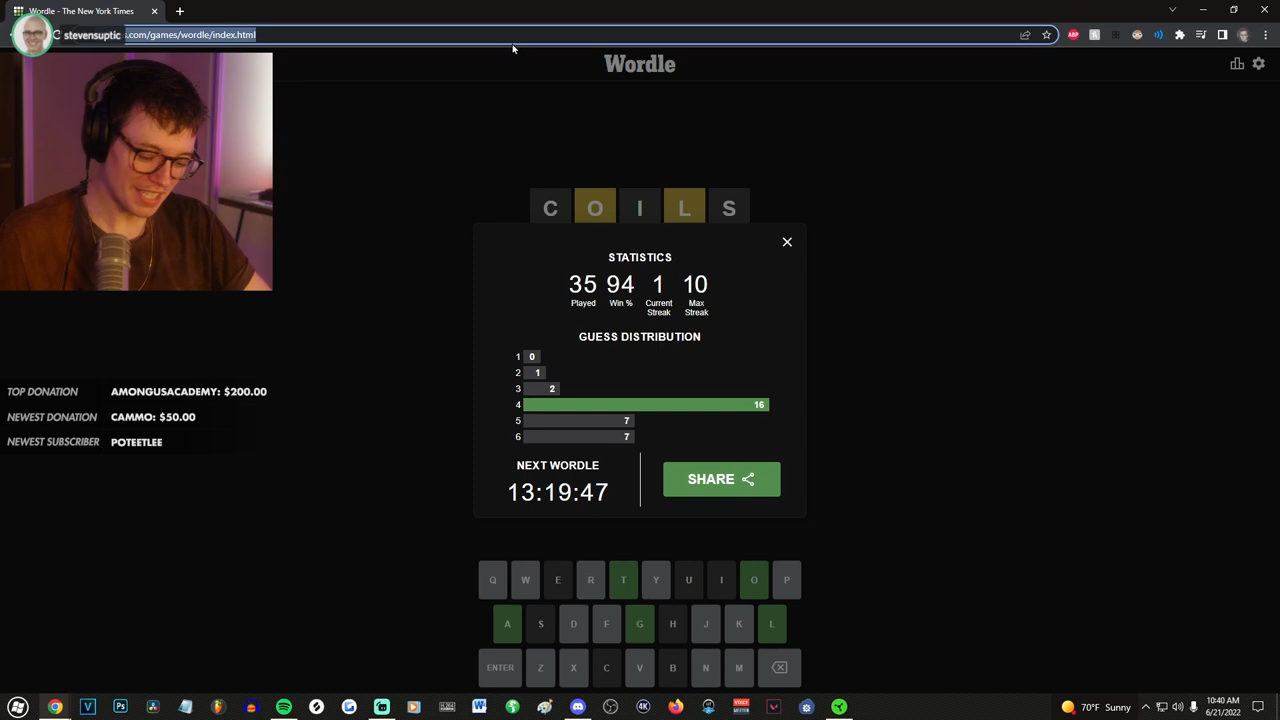 Wordle - The New York Times
stevensuptic
s.com/games/wordle/index.html
ABP
Wordle
C O I L S
STATISTICS
35 94 1 10
Played Win % Current Streak Max Streak
GUESS DISTRIBUTION
1 0
2 1
3 2
4 16
5 7
6 7
NEXT WORDLE
13:19:47
SHARE
TOP DONATION AMONGUSACADEMY: $200.00
NEWEST DONATION CAMMO: $50.00
NEWEST SUBSCRIBER POTEETLEE
Q W E R T Y U I O P
A S D F G H J K L
ENTER Z X C V B N M
70°F Sunny
10:40 AM
6/21/2022